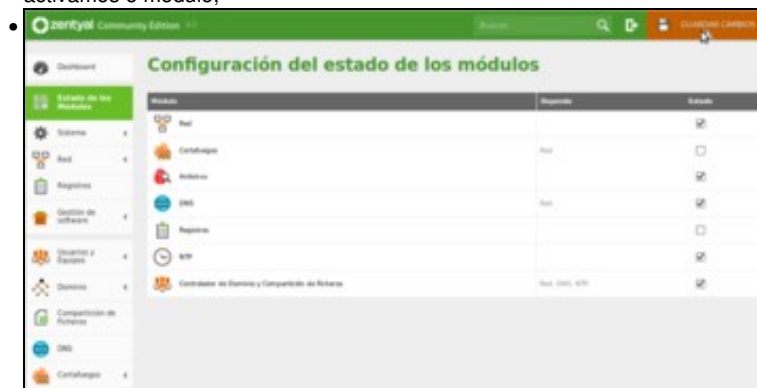 activamos o módulo;
zentyal Community Edition
Buscar...
GUARDAR CAMBIOS
Dashboard
Configuración del estado de los módulos
Estado de los
Módulos
Módulo Depende Estado
Sistema
Red
Cortafuegos Red
Red
Antivirus
Registros
DNS Red
Gestión de
software
Registros
NTP
Usuarios y
Equipos
Controlador de Dominio y Compartición de Ficheros Red, DNS, NTP
Dominio
Compartición de
Ficheros
DNS
Cortafuegos